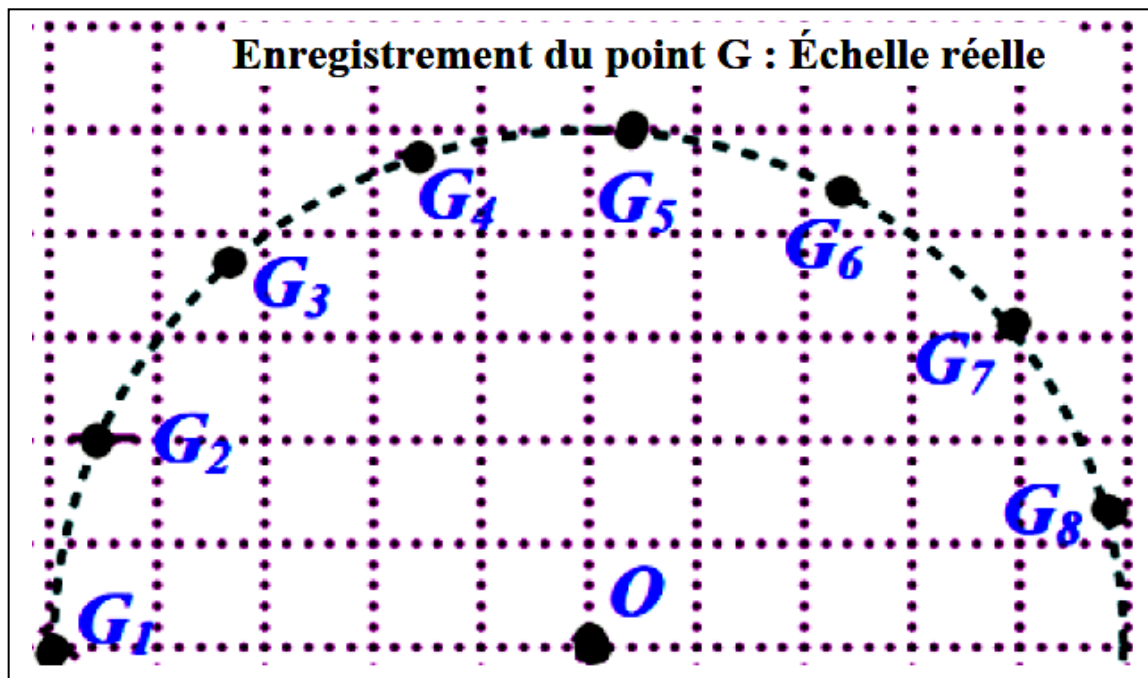 Enregistrement du point G : Échelle réelle
G4 G5
G6
G3
G7
G2
G8
O
G1